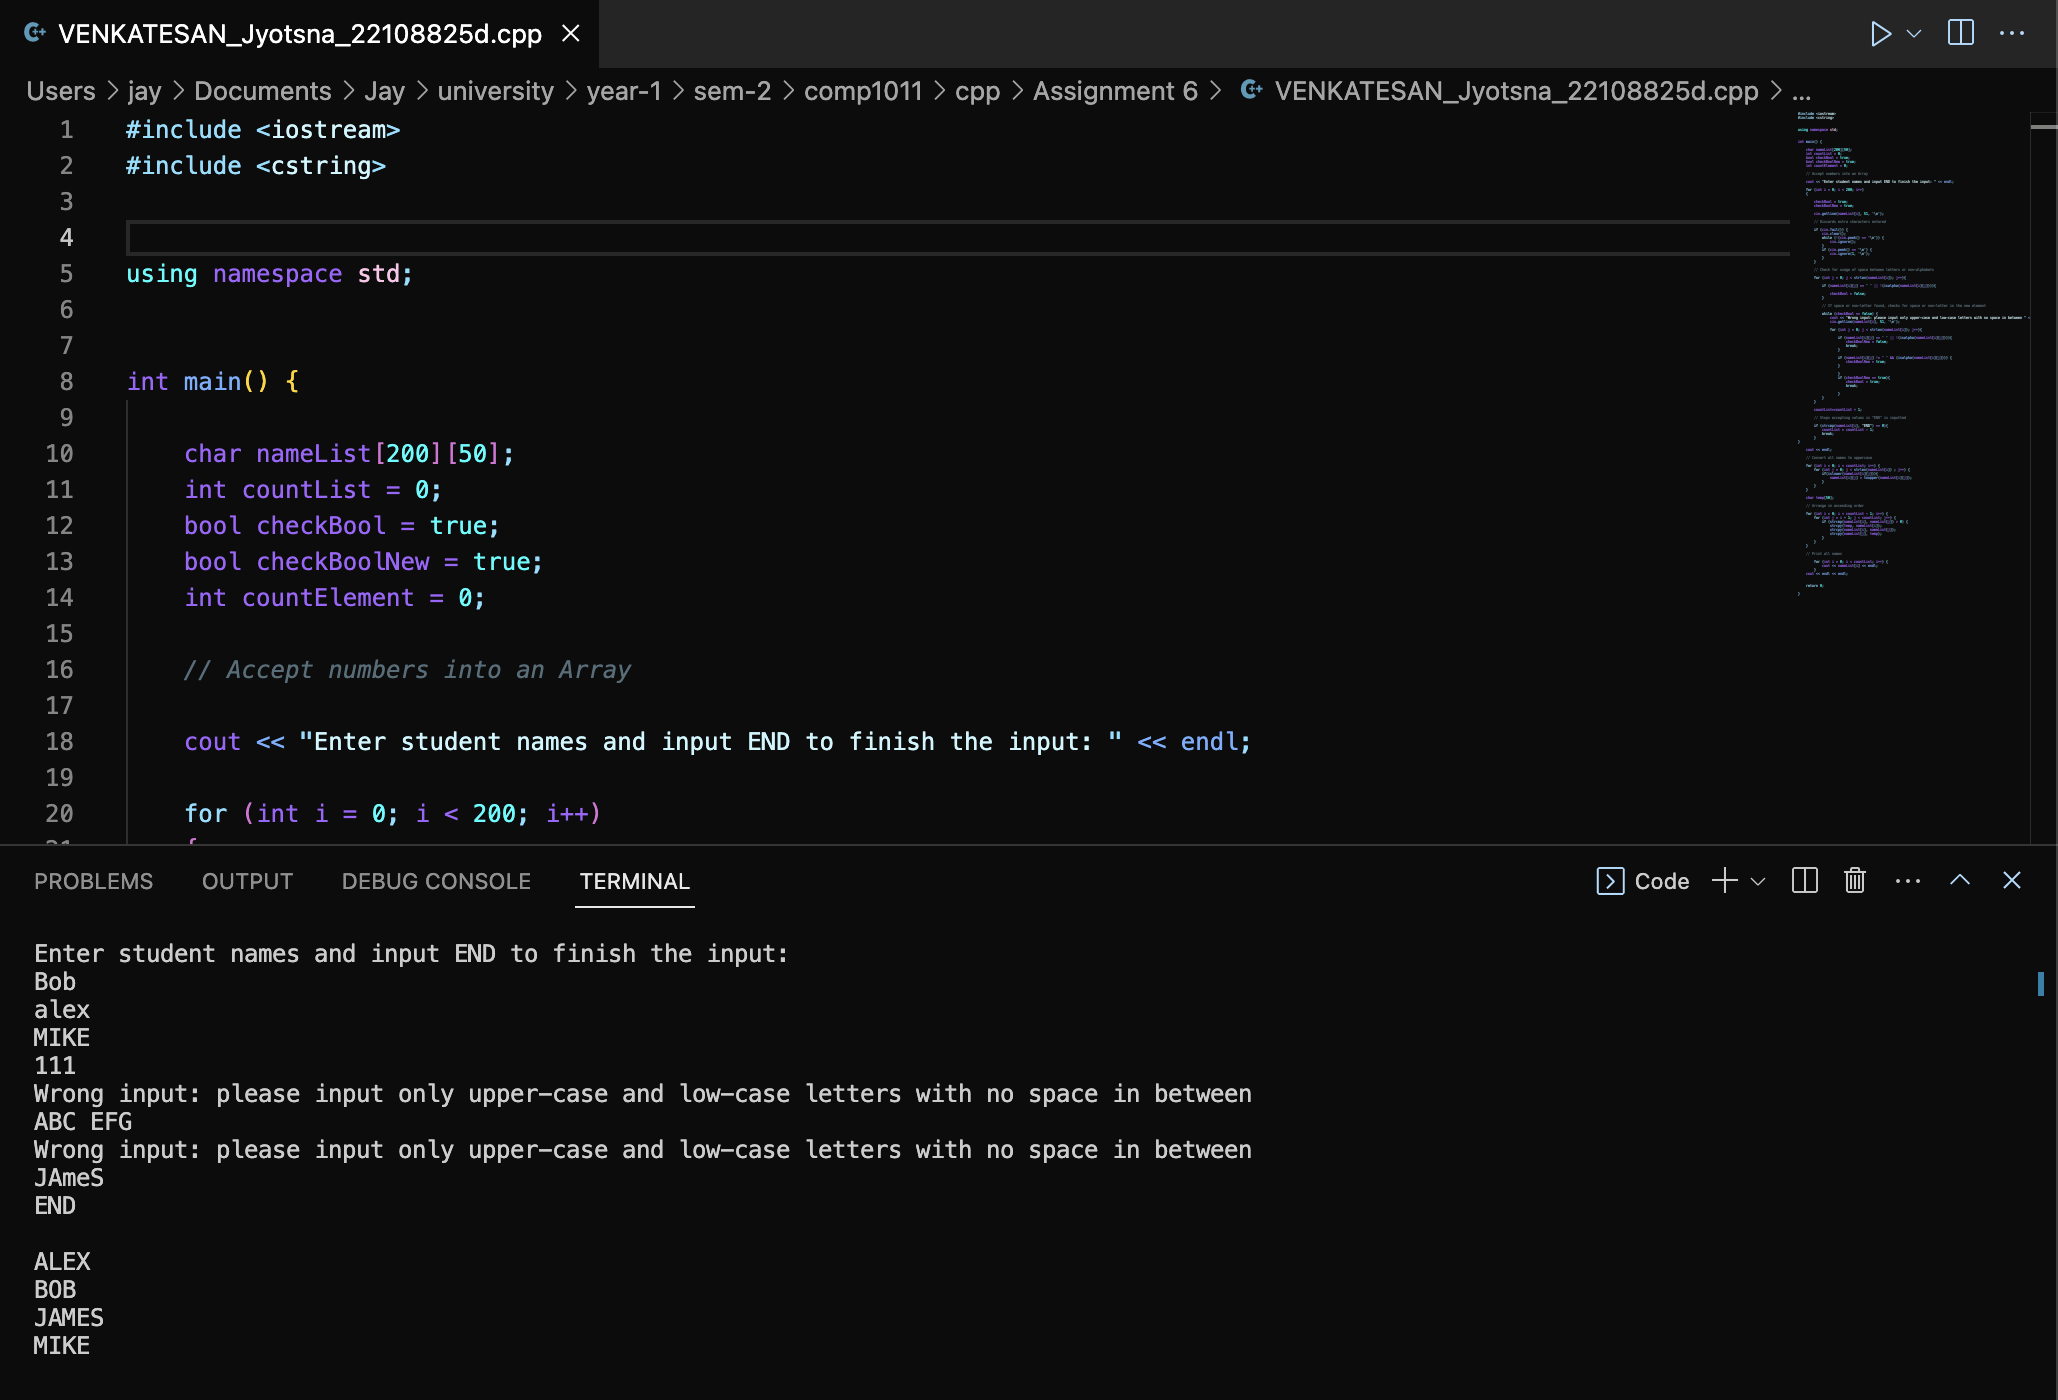 VENKATESAN_Jyotsna_22108825d.cpp
Users > jay > Documents > Jay > university > year-1 > sem-2 > comp1011 > cpp > Assignment 6 > VENKATESAN_Jyotsna_22108825d.cpp > ...
1 #include <iostream>
2 #include <cstring>
3
4
5 using namespace std;
6
7
8 int main() {
9
10 char nameList[200][50];
11 int countList = 0;
12 bool checkBool = true;
13 bool checkBoolNew = true;
14 int countElement = 0;
15
16 // Accept numbers into an Array
17
18 cout << "Enter student names and input END to finish the input: " << endl;
19
20 for (int i = 0; i < 200; i++)
21 {
PROBLEMS OUTPUT DEBUG CONSOLE TERMINAL Code
Enter student names and input END to finish the input:
Bob
alex
MIKE
111
Wrong input: please input only upper-case and low-case letters with no space in between
ABC EFG
Wrong input: please input only upper-case and low-case letters with no space in between
JAmeS
END
ALEX
BOB
JAMES
MIKE